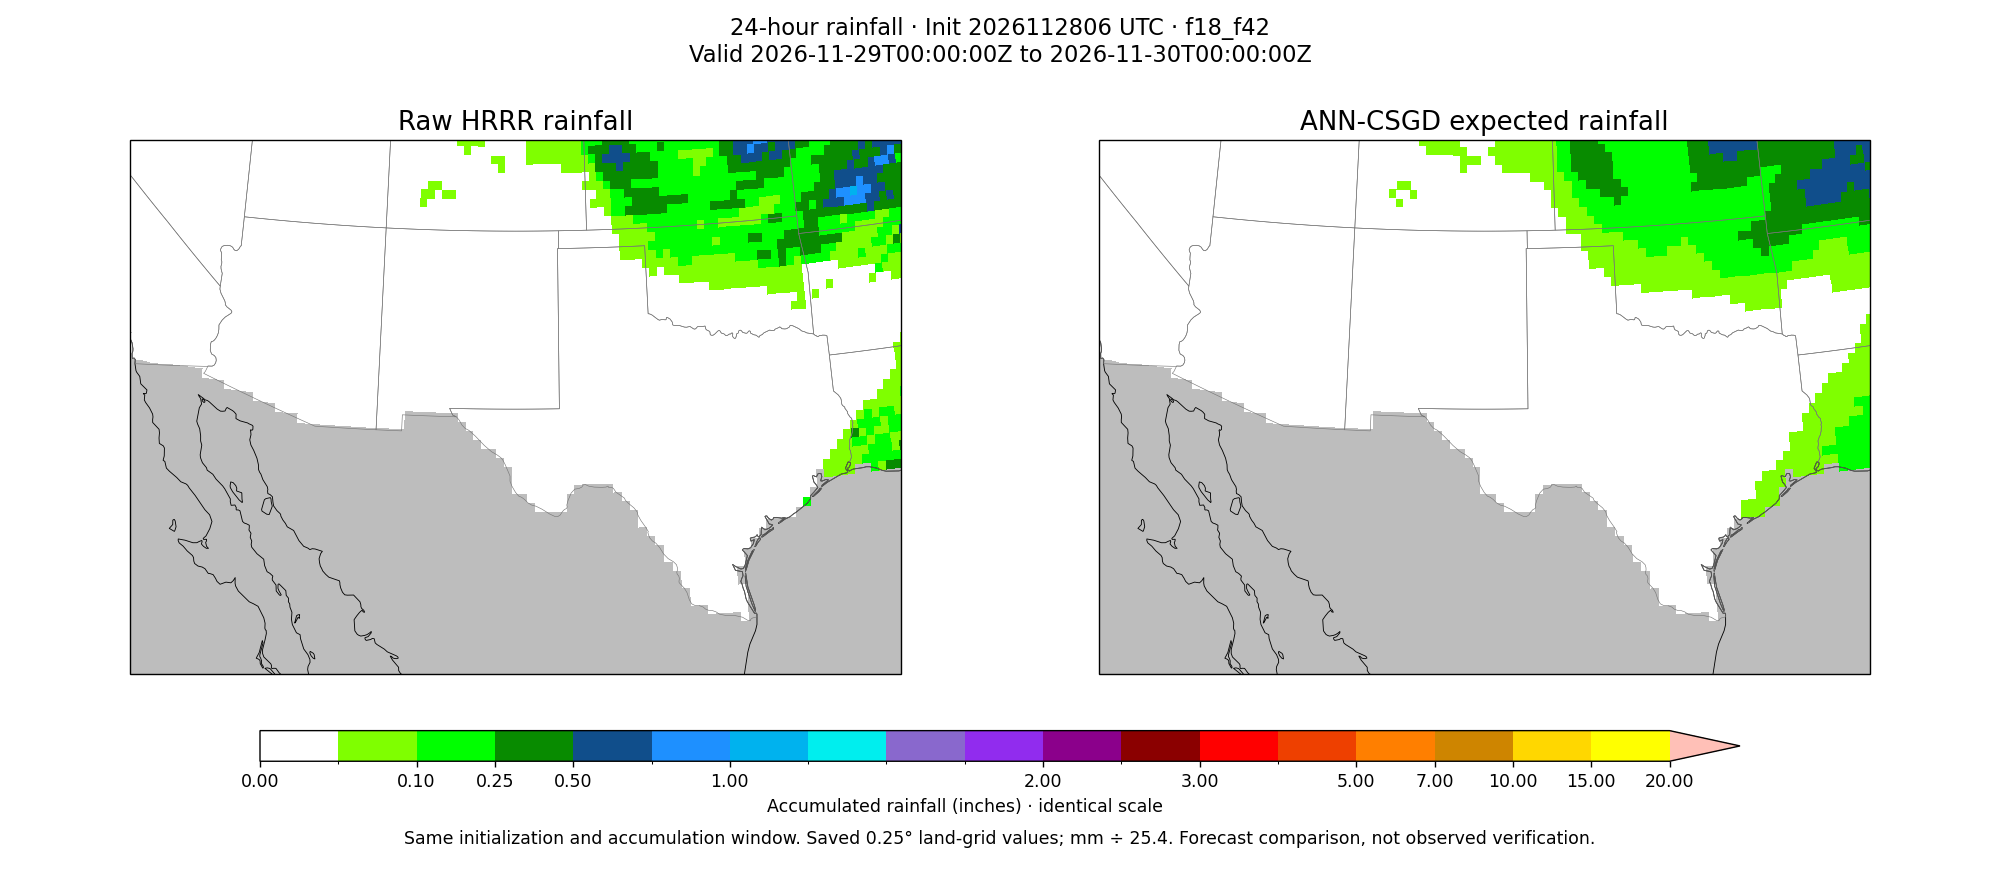 24-hour rainfall · Init 2026112806 UTC · f18_f42
Valid 2026-11-29T00:00:00Z to 2026-11-30T00:00:00Z
Raw HRRR rainfall
ANN-CSGD expected rainfall
0.00 0.10 0.25 0.50 1.00 2.00 3.00 5.00 7.00 10.00 15.00 20.00
Accumulated rainfall (inches) · identical scale
Same initialization and accumulation window. Saved 0.25° land-grid values; mm ÷ 25.4. Forecast comparison, not observed verification.